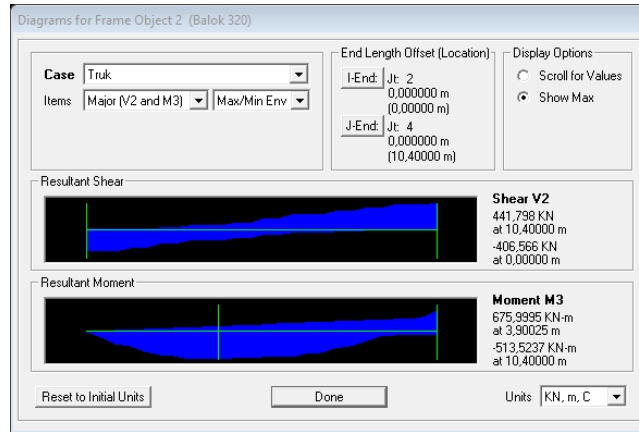 Diagrams for Frame Object 2 (Balok 320)
Case Truk
Items Major (V2 and M3) Max/Min Env
End Length Offset (Location)
I-End: Jt: 2
0,000000 m
(0,00000 m)
J-End: Jt: 4
0,000000 m
(10,40000 m)
Display Options
Scroll for Values
Show Max
Resultant Shear
Shear V2
441,798 KN
at 10,40000 m
-406,566 KN
at 0,00000 m
Resultant Moment
Moment M3
675,9995 KN-m
at 3,90025 m
-513,5237 KN-m
at 10,40000 m
Reset to Initial Units
Done
Units KN, m, C